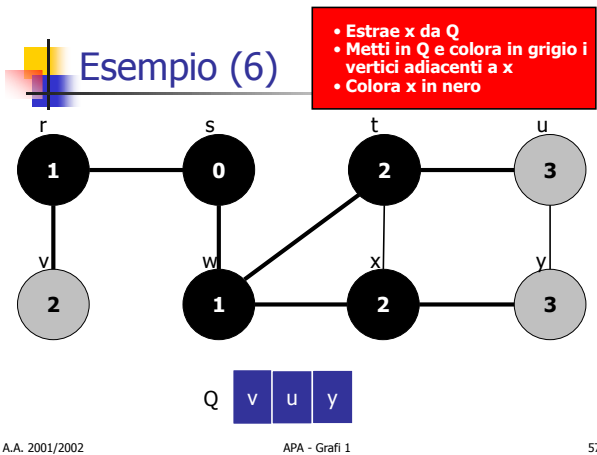 Esempio (6)
• Estrae x da Q
• Metti in Q e colora in grigio i
vertici adiacenti a x
• Colora x in nero
r s t u
1 0 2 3
v w x y
2 1 2 3
Q v u y
A.A. 2001/2002 APA - Grafi 1 57